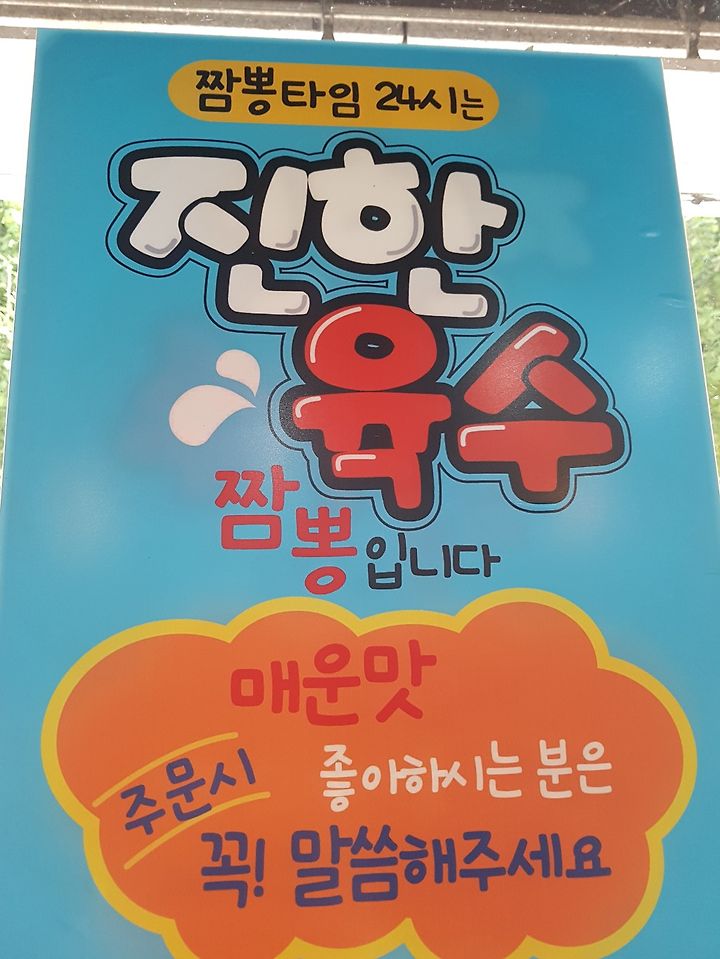 짬뽕타임 24시는
진한
육수
짬뽕입니다
매운맛
좋아하시는 분은
주문시
꼭! 말씀해주세요